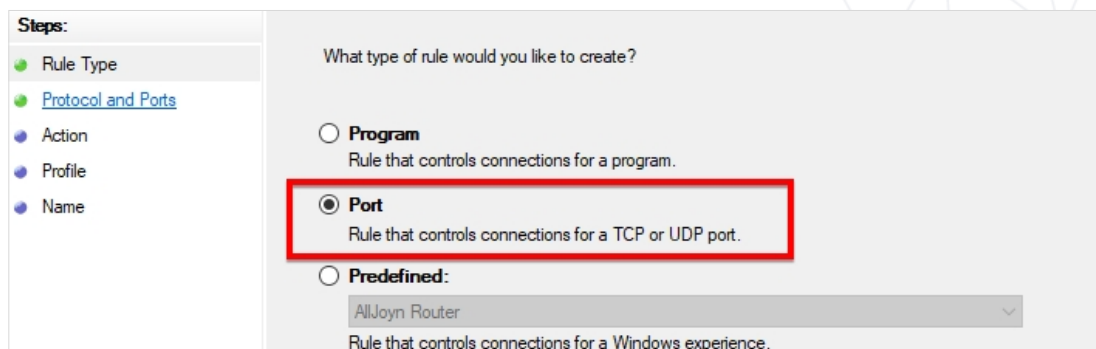 Steps:
Rule Type
Protocol and Ports
Action
Profile
Name
What type of rule would you like to create?
Program
Rule that controls connections for a program.
Port
Rule that controls connections for a TCP or UDP port.
Predefined:
AllJoyn Router
Rule that controls connections for a Windows experience.